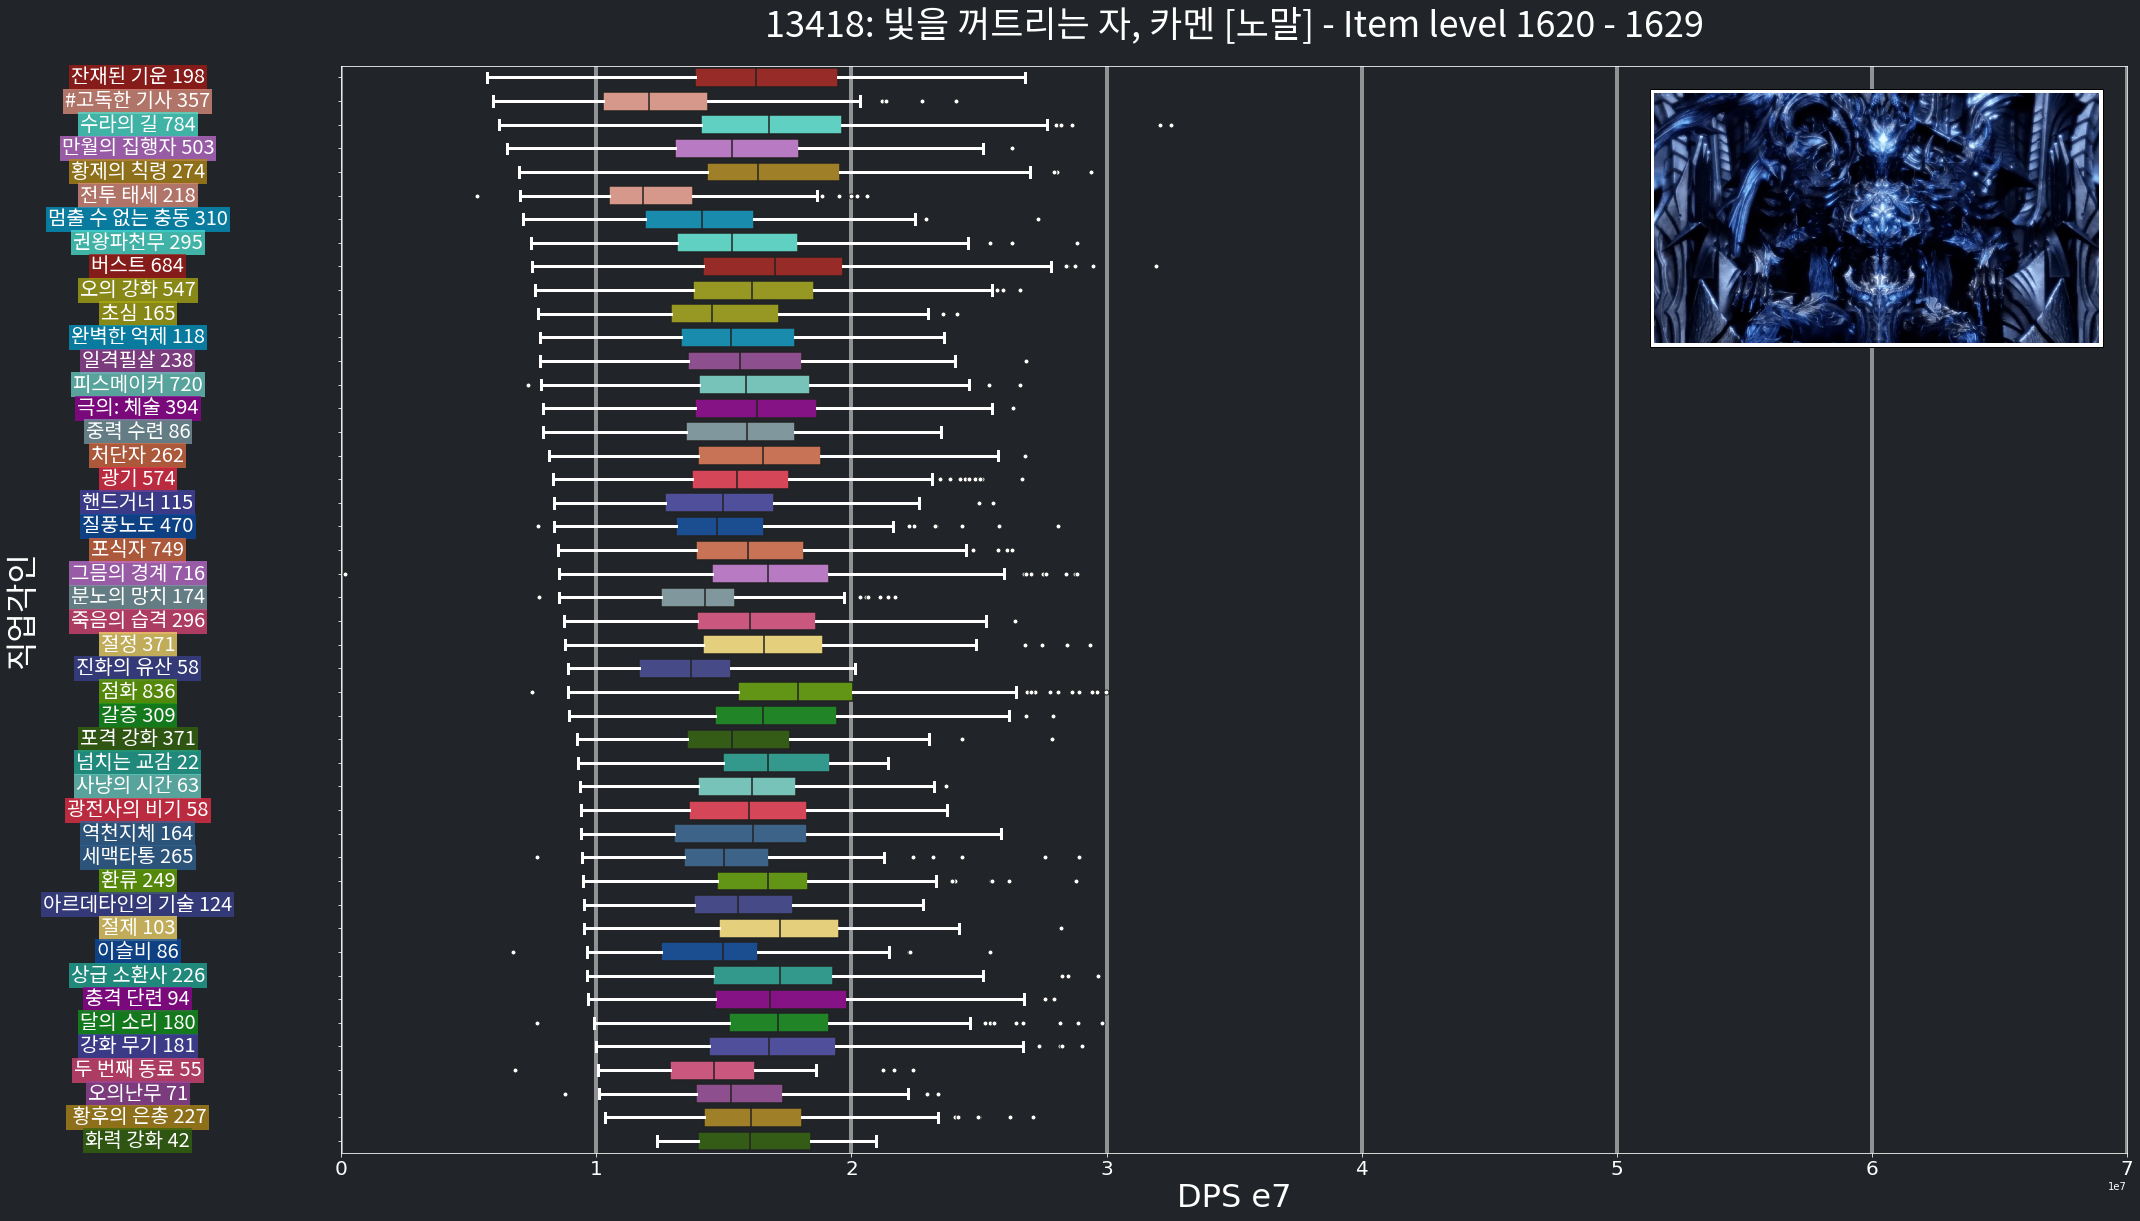 13418: 빛을 꺼트리는 자, 카멘 [노말] - Item level 1620 - 1629
직업각인
잔재된 기운 198
#고독한 기사 357
수라의 길 784
만월의 집행자 503
황제의 칙령 274
전투 태세 218
멈출 수 없는 충동 310
권왕파천무 295
버스트 684
오의 강화 547
초심 165
완벽한 억제 118
일격필살 238
피스메이커 720
극의: 체술 394
중력 수련 86
처단자 262
광기 574
핸드거너 115
질풍노도 470
포식자 749
그믐의 경계 716
분노의 망치 174
죽음의 습격 296
절정 371
진화의 유산 58
점화 836
갈증 309
포격 강화 371
넘치는 교감 22
사냥의 시간 63
광전사의 비기 58
역천지체 164
세맥타통 265
환류 249
아르데타인의 기술 124
절제 103
이슬비 86
상급 소환사 226
충격 단련 94
달의 소리 180
강화 무기 181
두 번째 동료 55
오의난무 71
황후의 은총 227
화력 강화 42
0 1 2 3 4 5 6 7
DPS e7
1e7